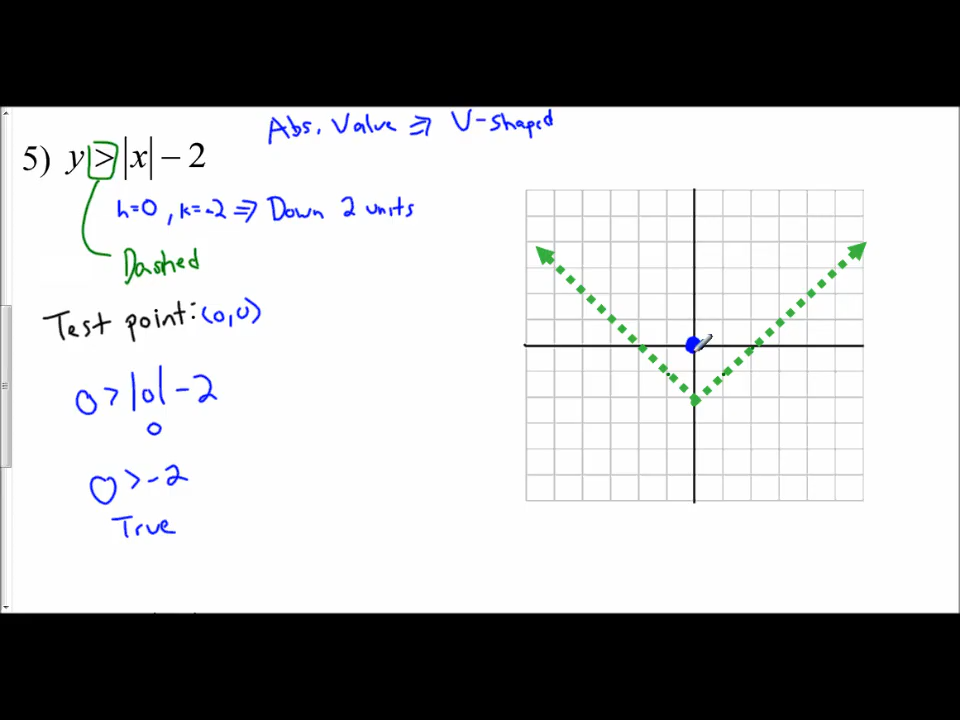 Abs. Value ⇒ V-shaped
5) y > |x| − 2
h=0, k=-2 ⇒ Down 2 units
Dashed
Test point: (0,0)
0 > |0| - 2
0
0 > -2
True